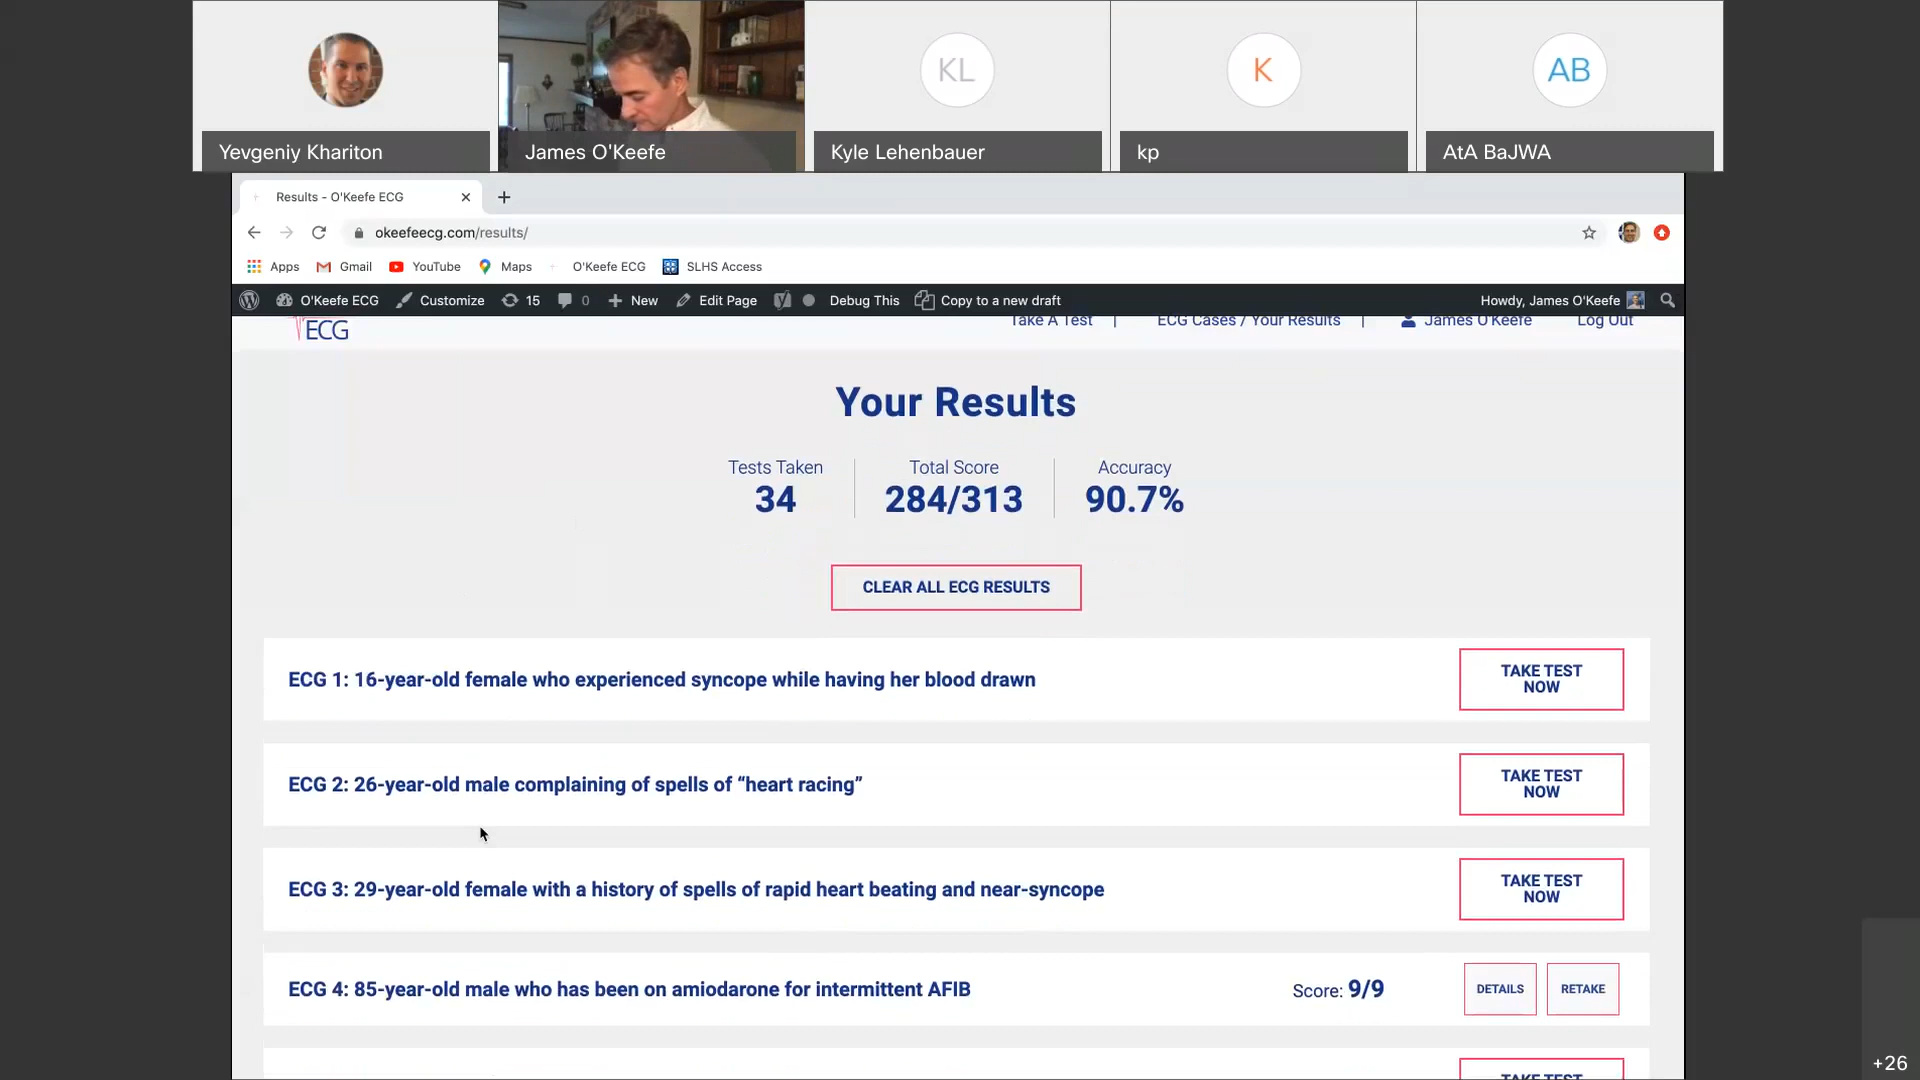 KL
K
AB
Yevgeniy Khariton
James O'Keefe
Kyle Lehenbauer
kp
AtA BaJWA
Results - O'Keefe ECG
okeefeecg.com/results/
Apps
Gmail
YouTube
Maps
O'Keefe ECG
SLHS Access
O'Keefe ECG
Customize
15
0
New
Edit Page
Debug This
Copy to a new draft
Howdy, James O'Keefe
ECG
Take A Test
ECG Cases / Your Results
James O'Keefe
Log Out
Your Results
Tests Taken
34
Total Score
284/313
Accuracy
90.7%
CLEAR ALL ECG RESULTS
ECG 1: 16-year-old female who experienced syncope while having her blood drawn
TAKE TEST
NOW
ECG 2: 26-year-old male complaining of spells of “heart racing”
TAKE TEST
NOW
ECG 3: 29-year-old female with a history of spells of rapid heart beating and near-syncope
TAKE TEST
NOW
ECG 4: 85-year-old male who has been on amiodarone for intermittent AFIB
Score: 9/9
DETAILS
RETAKE
TAKE TEST
+26